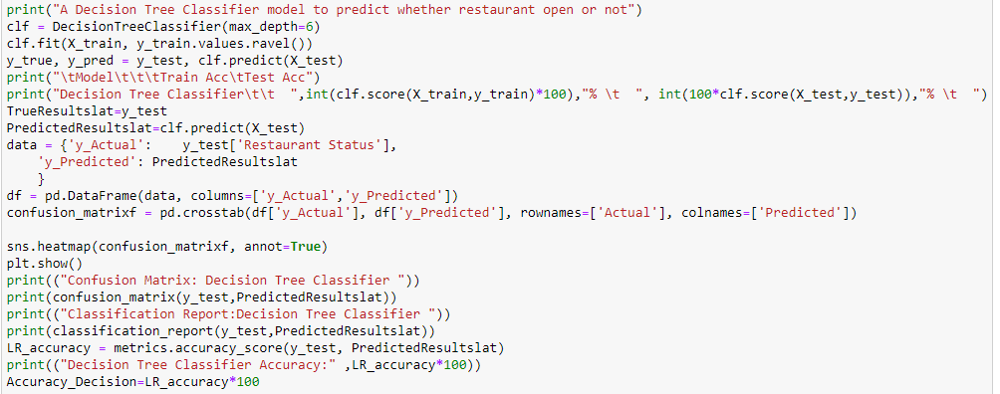 print("A Decision Tree Classifier model to predict whether restaurant open or not")
clf = DecisionTreeClassifier(max_depth=6)
clf.fit(X_train, y_train.values.ravel())
y_true, y_pred = y_test, clf.predict(X_test)
print("\tModel\t\t\tTrain Acc\tTest Acc")
print("Decision Tree Classifier\t\t  ",int(clf.score(X_train,y_train)*100),"% \t  ", int(100*clf.score(X_test,y_test)),"% \t  ")
TrueResultslat=y_test
PredictedResultslat=clf.predict(X_test)
data = {'y_Actual':    y_test['Restaurant Status'],
    'y_Predicted': PredictedResultslat
    }
df = pd.DataFrame(data, columns=['y_Actual','y_Predicted'])
confusion_matrixf = pd.crosstab(df['y_Actual'], df['y_Predicted'], rownames=['Actual'], colnames=['Predicted'])

sns.heatmap(confusion_matrixf, annot=True)
plt.show()
print(("Confusion Matrix: Decision Tree Classifier "))
print(confusion_matrix(y_test,PredictedResultslat))
print(("Classification Report:Decision Tree Classifier "))
print(classification_report(y_test,PredictedResultslat))
LR_accuracy = metrics.accuracy_score(y_test, PredictedResultslat)
print(("Decision Tree Classifier Accuracy:" ,LR_accuracy*100))
Accuracy_Decision=LR_accuracy*100